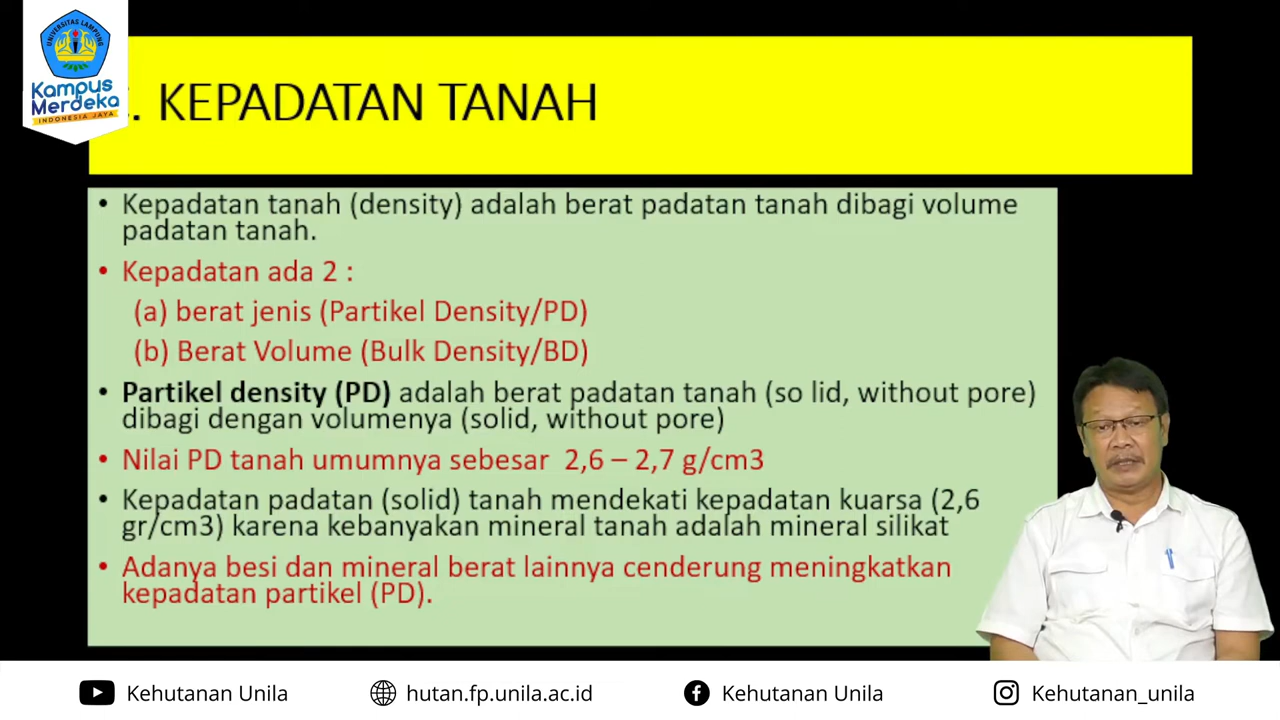 UNIVERSITAS LAMPUNG
Kampus
Merdeka
INDONESIA JAYA
. KEPADATAN TANAH
• Kepadatan tanah (density) adalah berat padatan tanah dibagi volume
padatan tanah.
• Kepadatan ada 2 :
(a) berat jenis (Partikel Density/PD)
(b) Berat Volume (Bulk Density/BD)
• Partikel density (PD) adalah berat padatan tanah (so lid, without pore)
dibagi dengan volumenya (solid, without pore)
• Nilai PD tanah umumnya sebesar 2,6 – 2,7 g/cm3
• Kepadatan padatan (solid) tanah mendekati kepadatan kuarsa (2,6
gr/cm3) karena kebanyakan mineral tanah adalah mineral silikat
• Adanya besi dan mineral berat lainnya cenderung meningkatkan
kepadatan partikel (PD).
Kehutanan Unila
hutan.fp.unila.ac.id
Kehutanan Unila
Kehutanan_unila